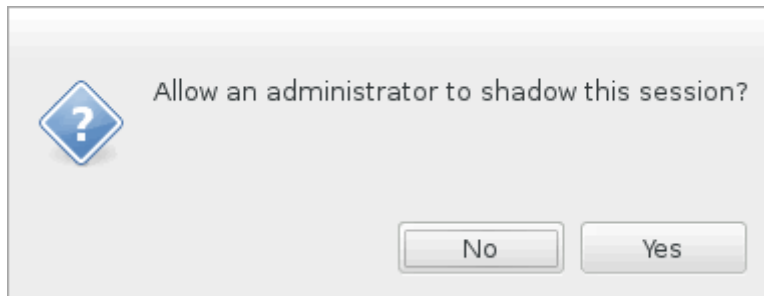 Allow an administrator to shadow this session?
?
No
Yes